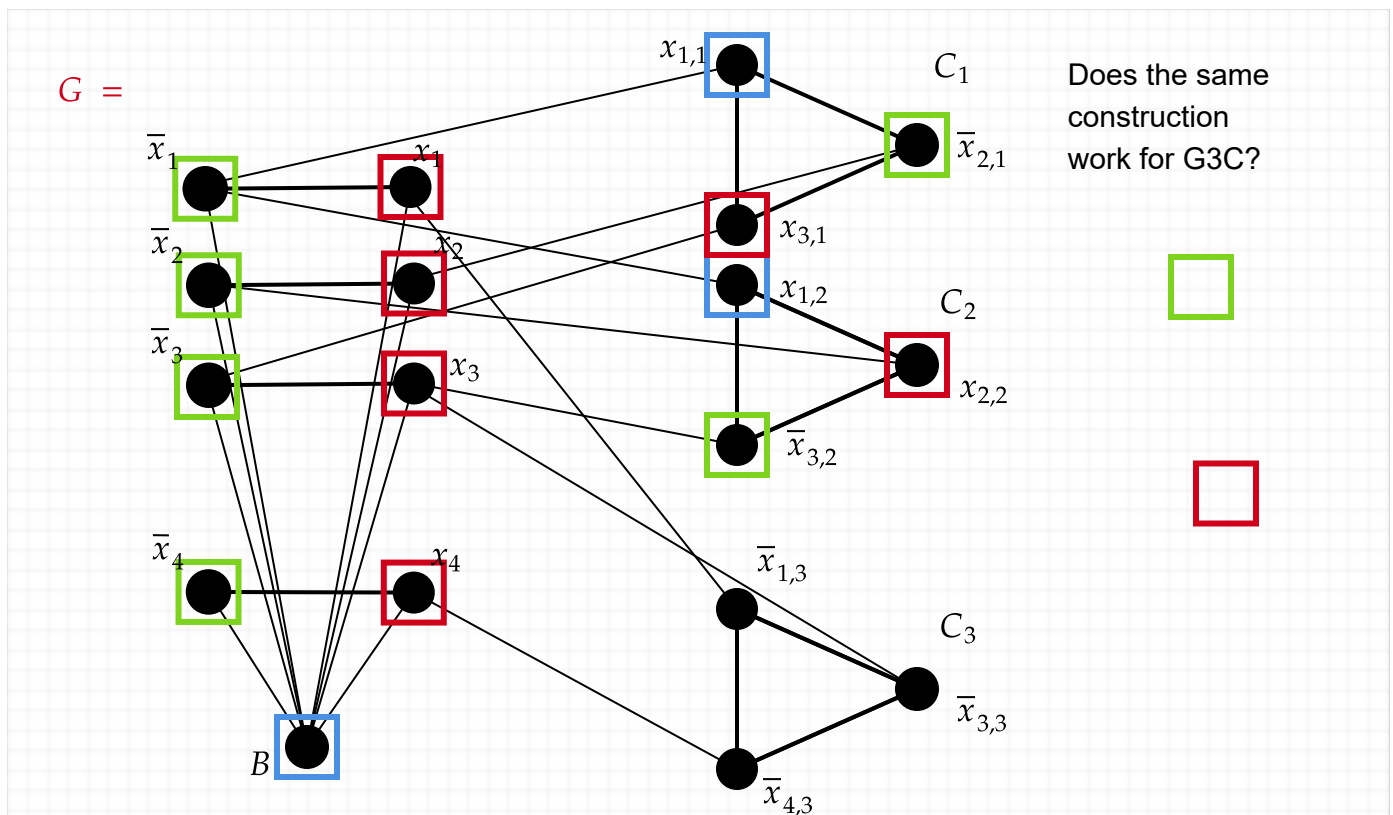 G =
x̄₁
x₁
x̄₂
x₂
x̄₃
x₃
x̄₄
x₄
B
x₁,₁
C₁
x̄₂,₁
x₃,₁
x₁,₂
C₂
x₂,₂
x̄₃,₂
x̄₁,₃
C₃
x̄₃,₃
x̄₄,₃
Does the same
construction
work for G3C?